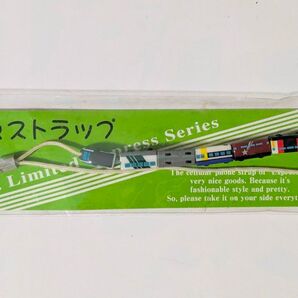 ストラップ
Limited Express Series
The cellular phone strap of "Express"
very nice goods. Because it's
fashionable style and pretty.
So, please take it on your side every